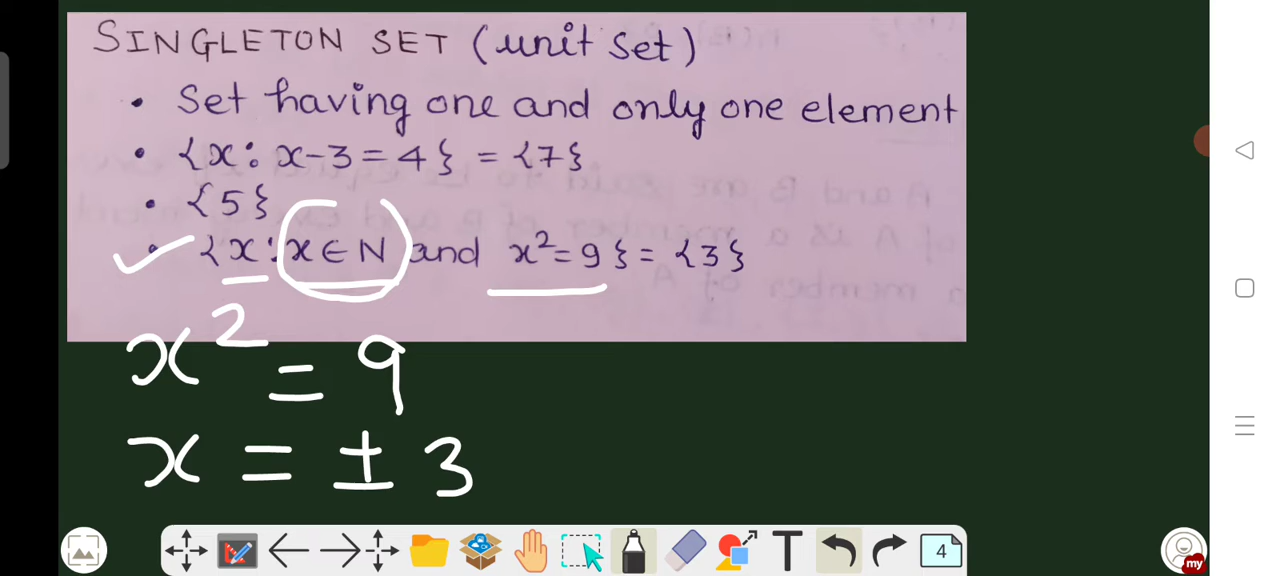 SINGLETON SET (unit set)
• Set having one and only one element
• {x: x-3=4} = {7}
• {5}
• {x: x∈N and x²=9} = {3}
x² = 9
x = ± 3
T 4
my